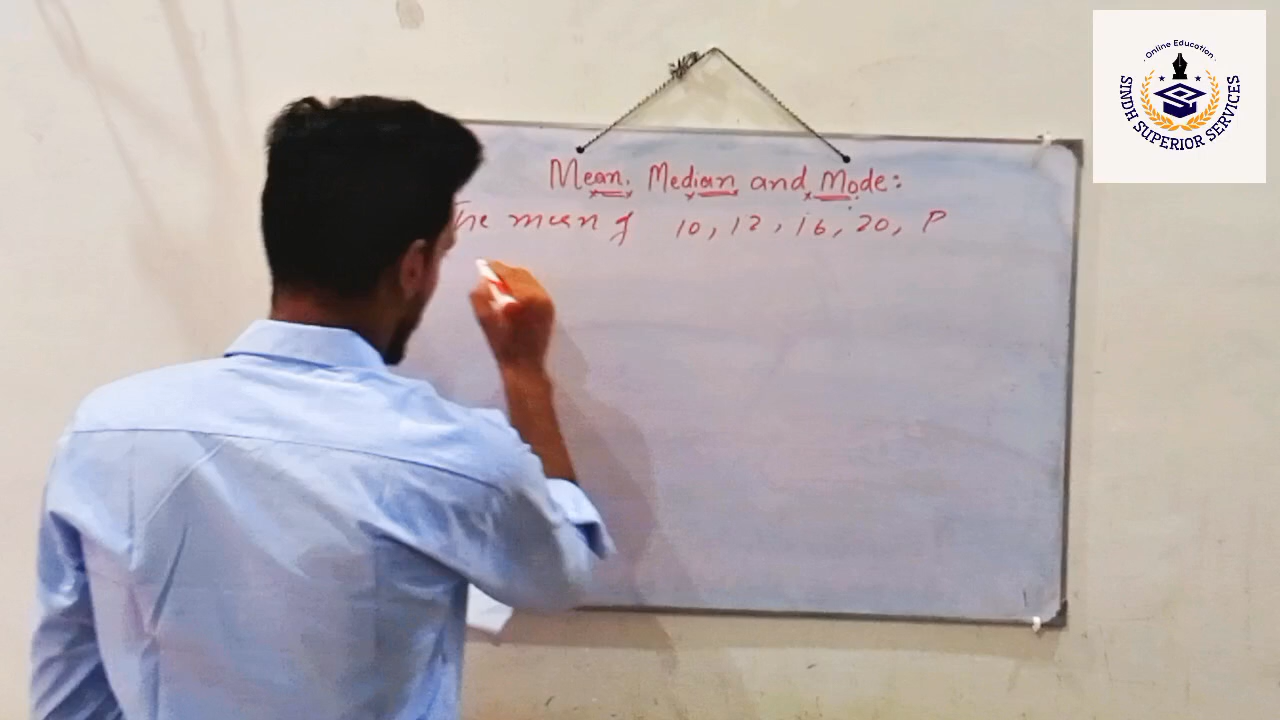 Mean, Median and Mode:
The mean of 10, 12, 16, 20, P
Online Education
SINDH SUPERIOR SERVICES